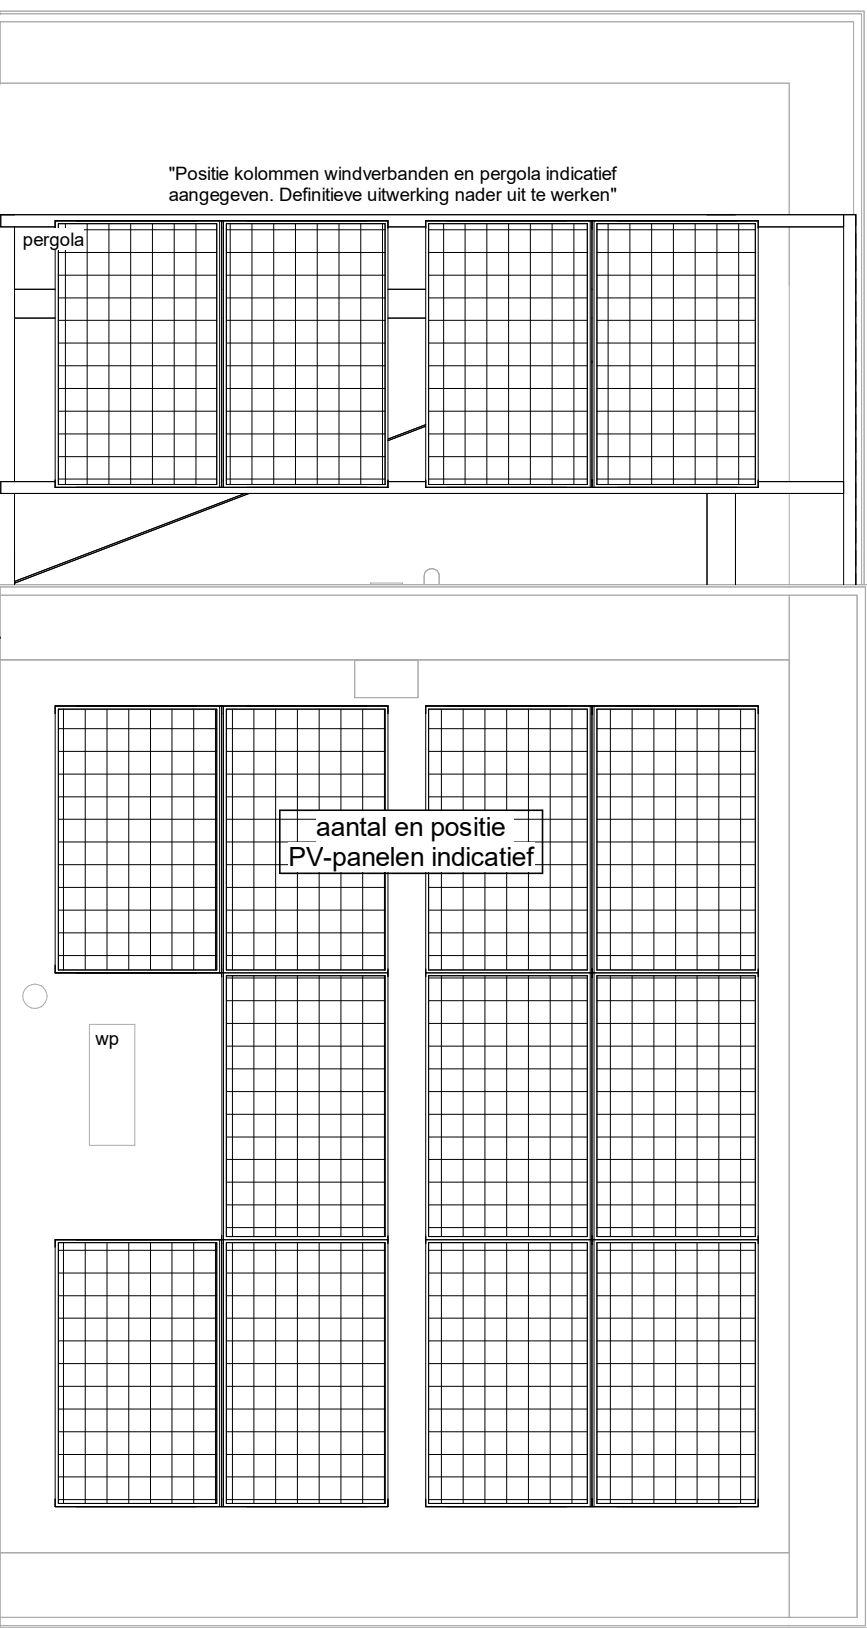 "Positie kolommen windverbanden en pergola indicatief
aangegeven. Definitieve uitwerking nader uit te werken"
pergola
aantal en positie
PV-panelen indicatief
wp